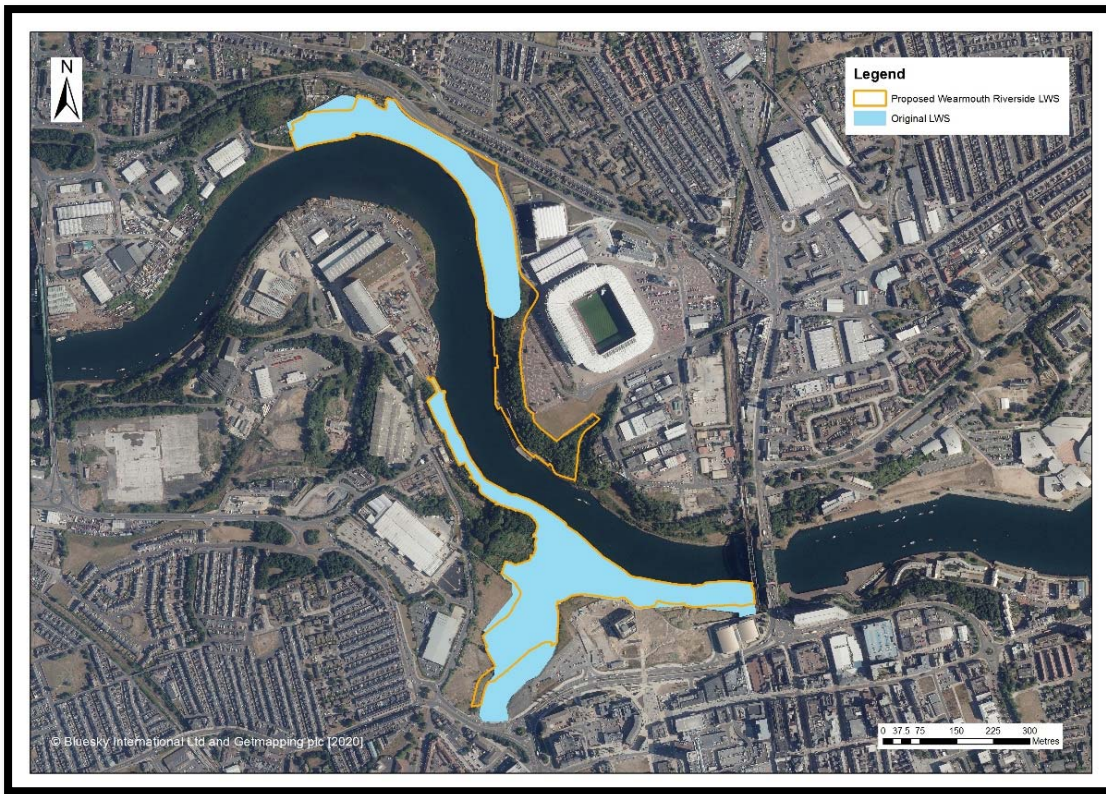 N
Legend
Proposed Wearmouth Riverside LWS
Original LWS
© Bluesky International Ltd and Getmapping plc [2020]
0 37.5 75 150 225 300
Metres